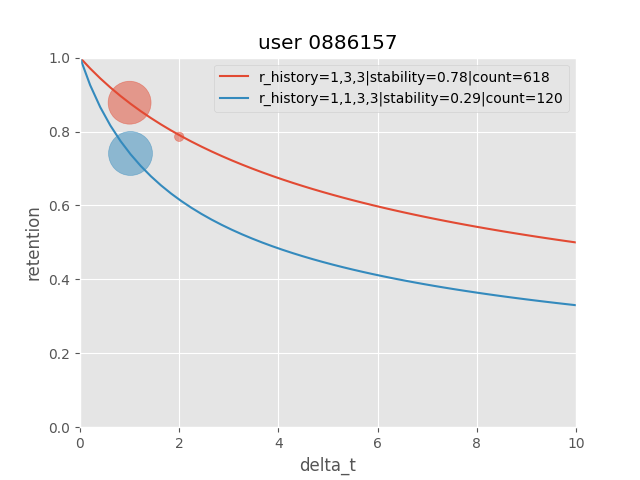 user 0886157
r_history=1,3,3|stability=0.78|count=618
r_history=1,1,3,3|stability=0.29|count=120
1.0
0.8
0.6
0.4
0.2
0.0
retention
0 2 4 6 8 10
delta_t